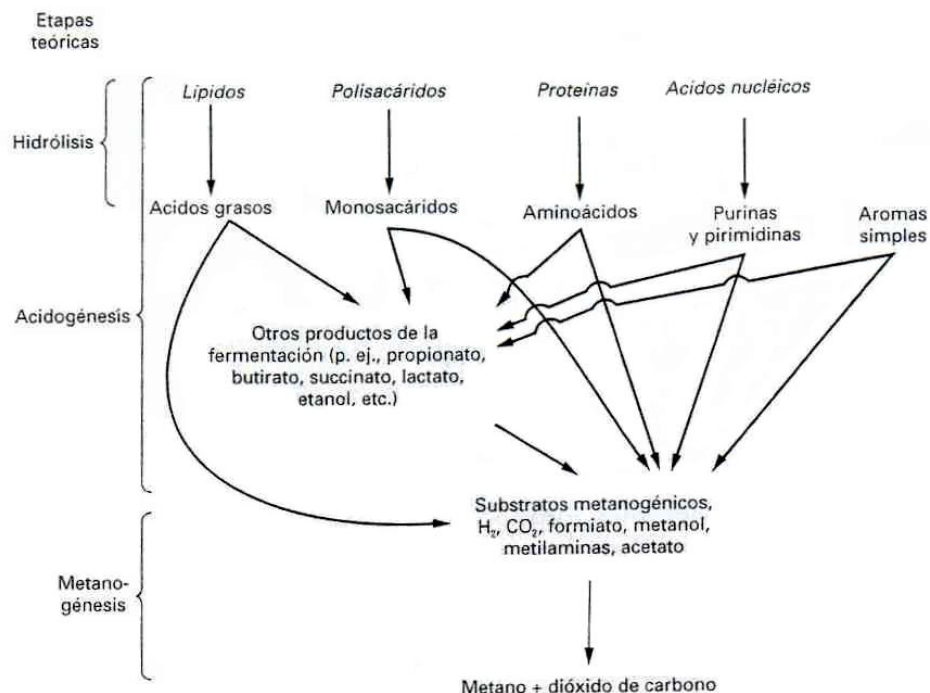 Etapas
teóricas
Lípidos
Polisacáridos
Proteínas
Acidos nucléicos
Hidrólisis
Acidos grasos
Monosacáridos
Aminoácidos
Purinas
y pirimidinas
Aromas
simples
Acidogénesis
Otros productos de la
fermentación (p. ej., propionato,
butirato, succinato, lactato,
etanol, etc.)
Substratos metanogénicos,
H₂, CO₂, formiato, metanol,
metilaminas, acetato
Metano-
génesis
Metano + dióxido de carbono